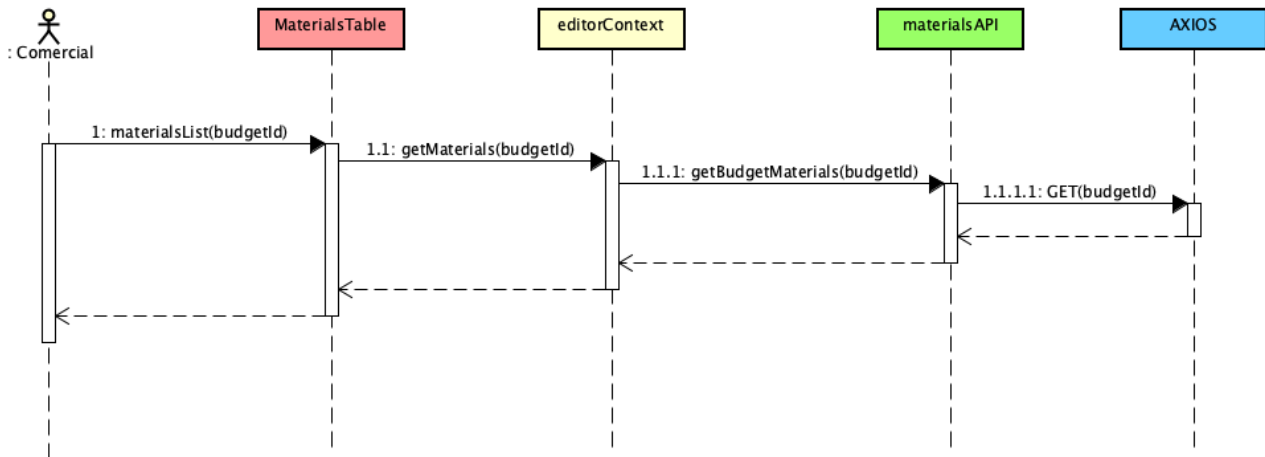 : Comercial
MaterialsTable
editorContext
materialsAPI
AXIOS
1: materialsList(budgetId)
1.1: getMaterials(budgetId)
1.1.1: getBudgetMaterials(budgetId)
1.1.1.1: GET(budgetId)